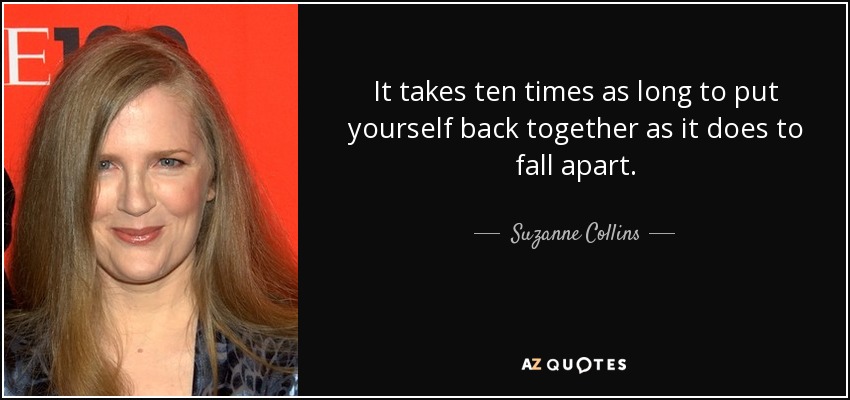 E100
It takes ten times as long to put
yourself back together as it does to
fall apart.
Suzanne Collins
AZ QUOTES